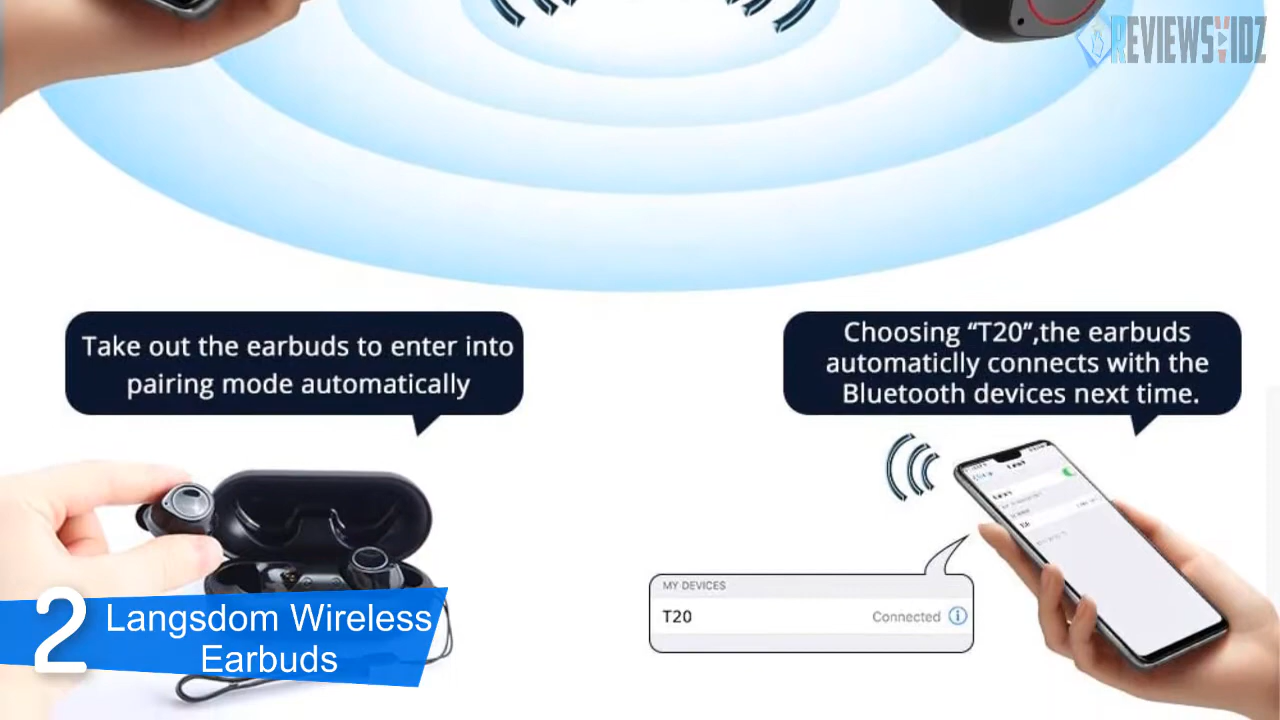 REVIEWSVIDZ
Take out the earbuds to enter into
pairing mode automatically
Choosing “T20”,the earbuds
automaticlly connects with the
Bluetooth devices next time.
MY DEVICES
T20 Connected
2 Langsdom Wireless
Earbuds